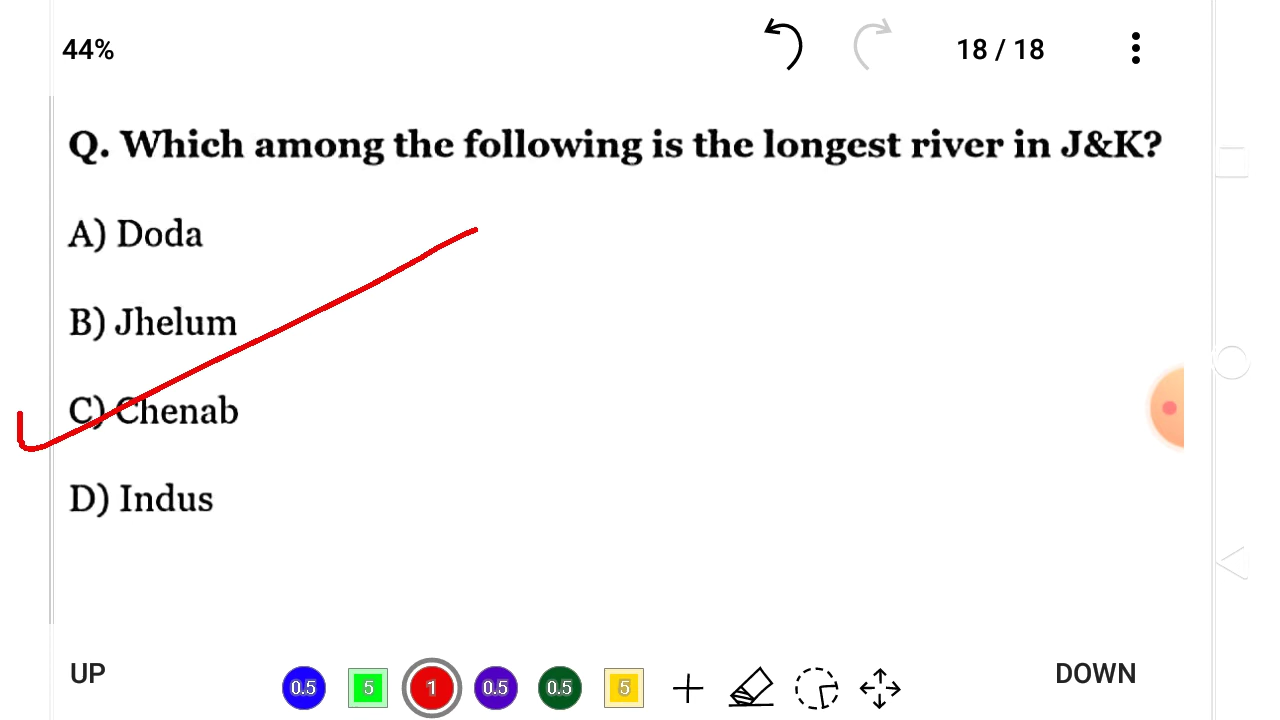 44%
18 / 18
Q. Which among the following is the longest river in J&K?
A) Doda
B) Jhelum
C) Chenab
D) Indus
UP
0.5 5 1 0.5 0.5 5
DOWN